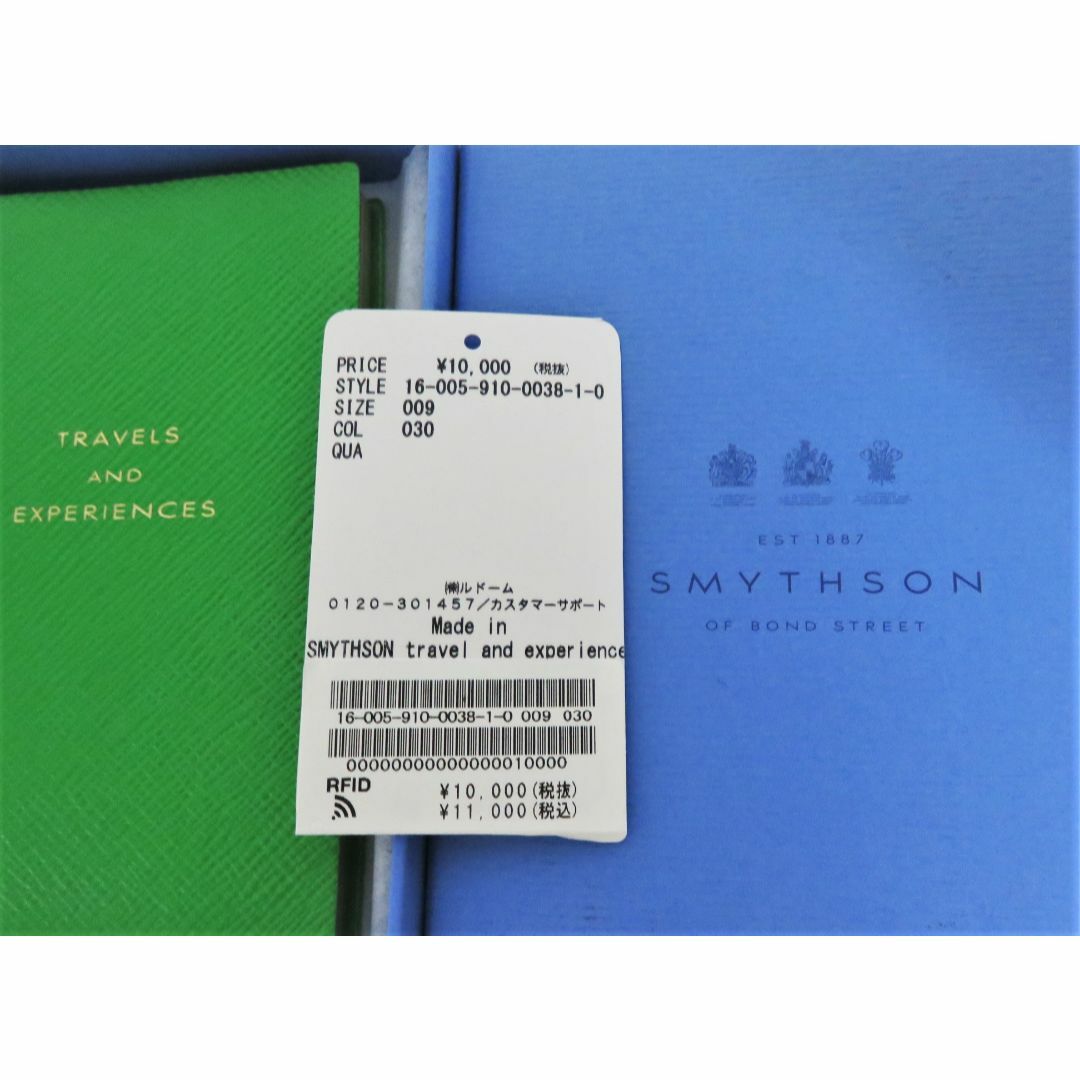 TRAVELS
AND
EXPERIENCES
PRICE ¥10,000 (税抜)
STYLE 16-005-910-0038-1-0
SIZE 009
COL 030
QUA
㈱ルドーム
0120-301457/カスタマーサポート
Made in
SMYTHSON travel and experience
16-005-910-0038-1-0 009 030
00000000000000010000
RFID
¥10,000(税抜)
¥11,000(税込)
EST 1887
SMYTHSON
OF BOND STREET